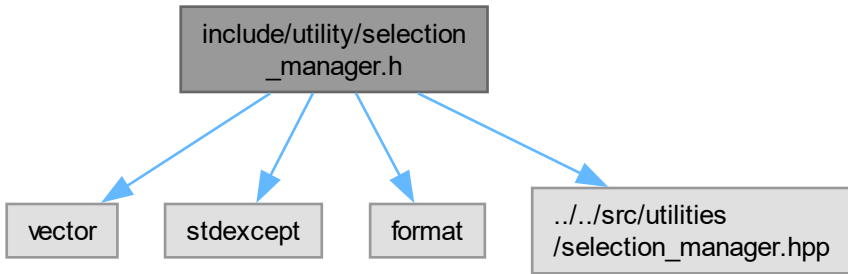 include/utility/selection
_manager.h
vector
stdexcept
format
../../src/utilities
/selection_manager.hpp